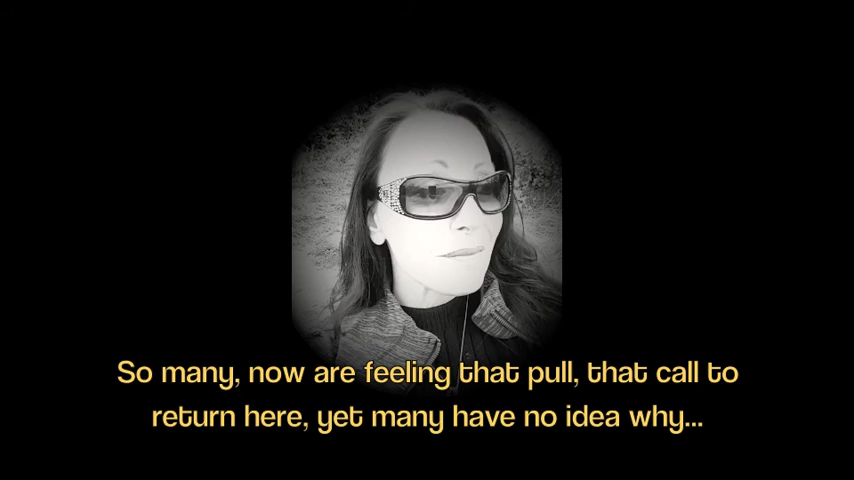 So many, now are feeling that pull, that call to
return here, yet many have no idea why...